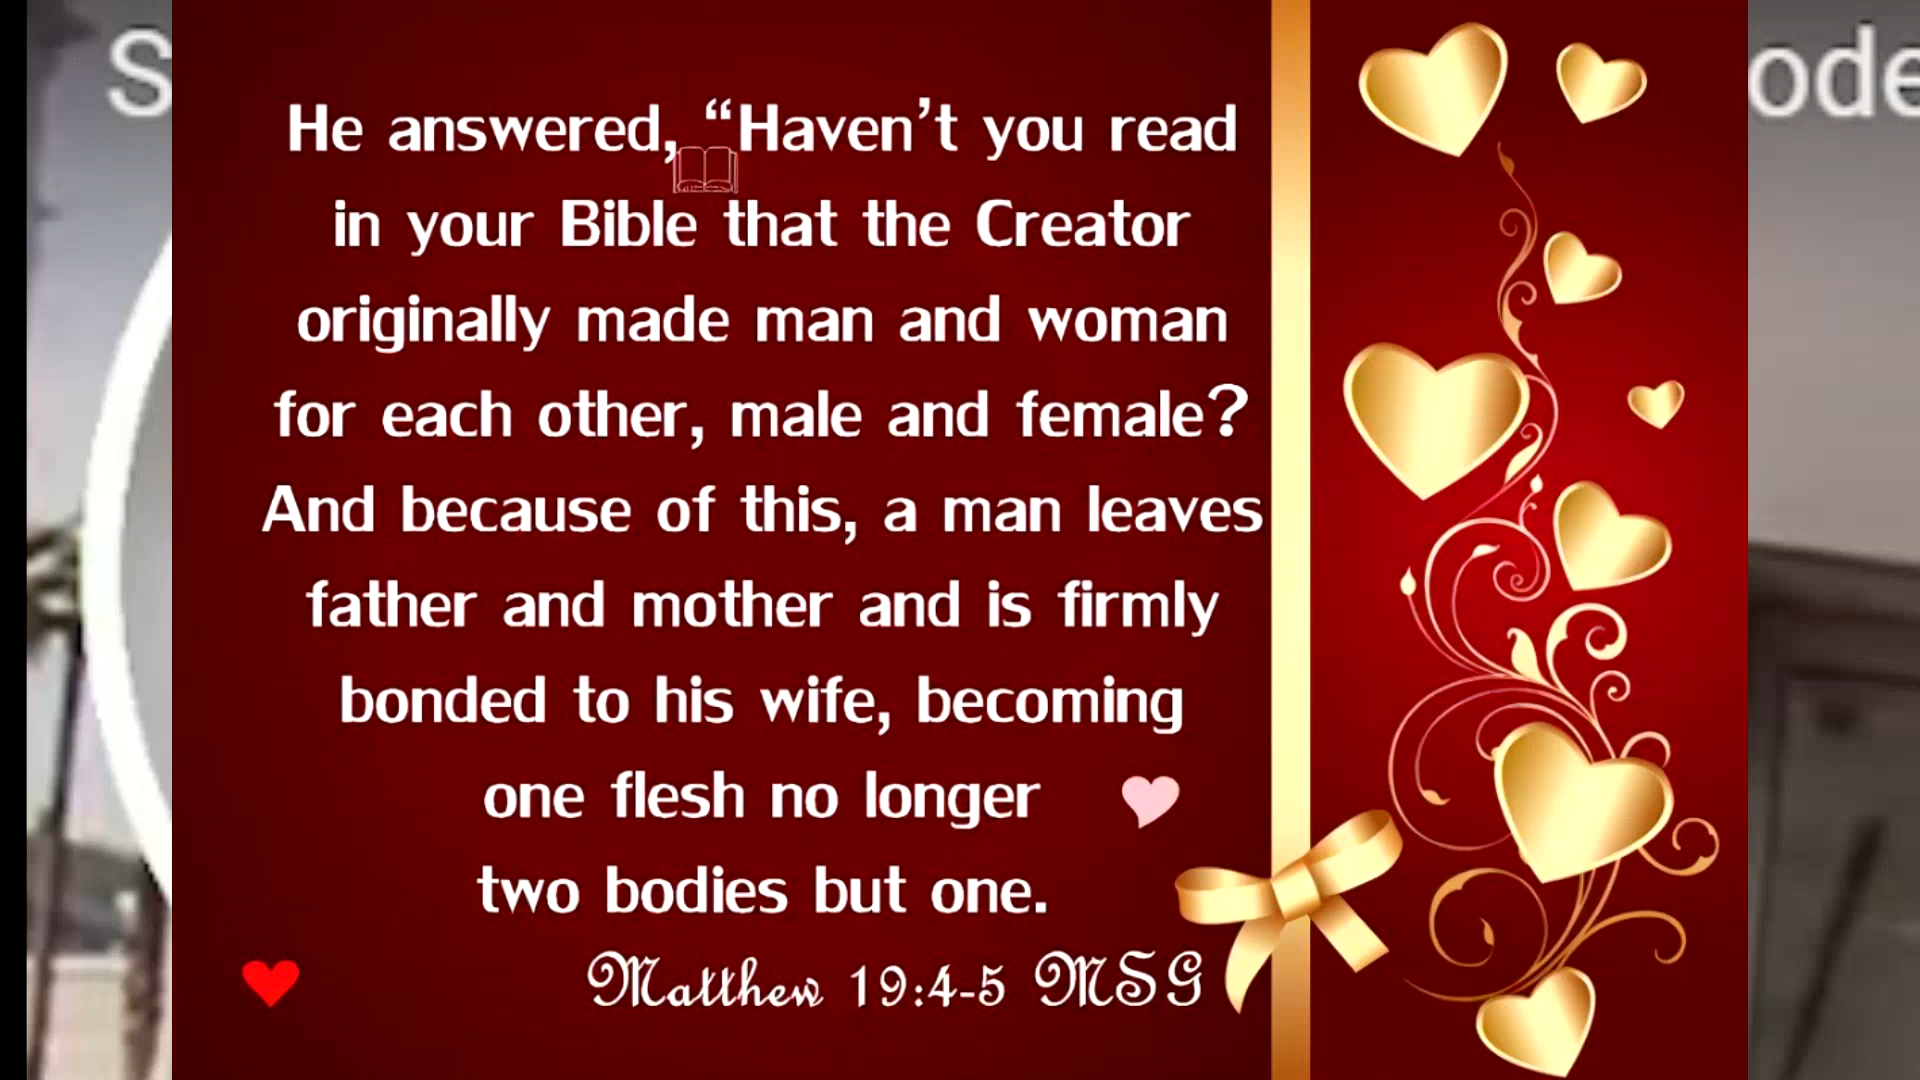 He answered, “Haven’t you read
in your Bible that the Creator
originally made man and woman
for each other, male and female?
And because of this, a man leaves
father and mother and is firmly
bonded to his wife, becoming
one flesh no longer
two bodies but one.
Matthew 19:4-5 MSG